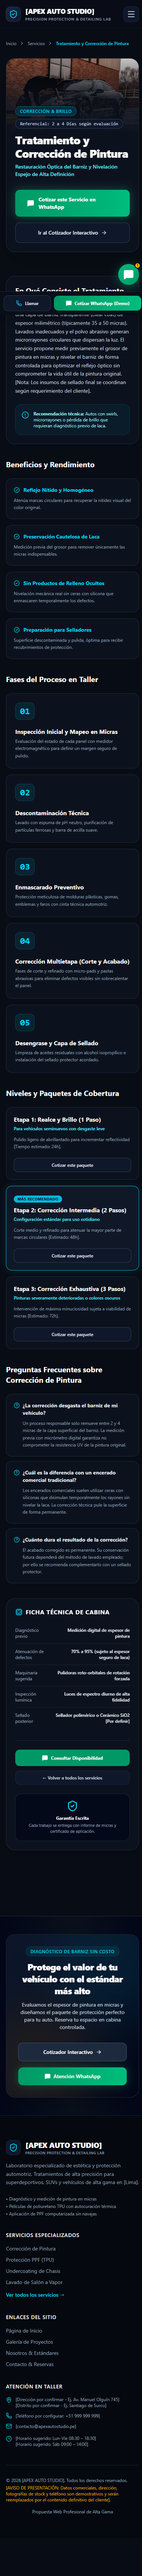 [APEX AUTO STUDIO]
PRECISION PROTECTION & DETAILING LAB
Inicio
Servicios
Tratamiento y Corrección de Pintura
CORRECCIÓN & BRILLO
Referencial: 2 a 4 Días según evaluación
Tratamiento y
Corrección de Pintura
Restauración Óptica del Barniz y Nivelación
Espejo de Alta Definición
Cotizar este Servicio en
WhatsApp
Ir al Cotizador Interactivo →
En Qué Consiste el Tratamiento
Llamar
Cotizar WhatsApp (Demo)
espesor milimétrico (típicamente 35 a 50 micras).
Lavados inadecuados y el polvo abrasivo crean
microrrayones circulares que dispersan la luz. El
proceso retira con precisión entre una y pocas
micras para nivelar el barniz de forma
controlada, y así optimizar el reflejo óptico sin
comprometer la vida útil de la pintura original.
[Nota: Los insumos de sellado final se coordinan
según requerimiento del cliente].
Recomendación técnica: Autos con swirls,
microrrayones o pérdida de brillo que
requieran diagnóstico previo de laca.
Beneficios y Rendimiento
Reflejo Nítido y Homogéneo
Atenúa marcas circulares para recuperar la nitidez visual del
color original.
Preservación Cautelosa de Laca
Medición previa del grosor para remover únicamente las
micras indispensables.
Sin Productos de Relleno Ocultos
Nivelación mecánica real sin ceras con silicona que
enmascaren temporalmente los defectos.
Preparación para Selladores
Superficie descontaminada y pulida, óptima para recibir
recubrimientos de protección.
Fases del Proceso en Taller
01
Inspección Inicial y Mapeo en Micras
Evaluación del estado de cada panel con medidor
electromagnético para definir un margen seguro de
pulido.
02
Descontaminación Técnica
Lavado con espuma de pH neutro, purificación de
partículas ferrosas y barra de arcilla suave.
03
Enmascarado Preventivo
Protección meticulosa de molduras plásticas, gomas,
emblemas y faros con cinta técnica automotriz.
04
Corrección Multietapa (Corte y Acabado)
Pases de corte y refinado con micro-pads y pastas
abrasivas para eliminar defectos visibles sin sobrecalentar
el panel.
05
Desengrase y Capa de Sellado
Limpieza de aceites residuales con alcohol isopropílico e
instalación del sellado protector acordado.
Niveles y Paquetes de Cobertura
Etapa 1: Realce y Brillo (1 Paso)
Para vehículos seminuevos con desgaste leve
Pulido ligero de abrillantado para incrementar reflectividad
[Tiempo estimado: 24h].
Cotizar este paquete
MÁS RECOMENDADO
Etapa 2: Corrección Intermedia (2 Pasos)
Configuración estándar para uso cotidiano
Corte medio y refinado para atenuar la mayor parte de
marcas circulares [Estimado: 48h].
Cotizar este paquete
Etapa 3: Corrección Exhaustiva (3 Pasos)
Pinturas severamente deterioradas o colores oscuros
Intervención de máxima minuciosidad sujeta a viabilidad de
micras [Estimado: 72h].
Cotizar este paquete
Preguntas Frecuentes sobre
Corrección de Pintura
¿La corrección desgasta el barniz de mi
vehículo?
Un proceso responsable solo remueve entre 2 y 4
micras de la capa superficial del barniz. La medición
con micrómetro digital garantiza no
comprometer la resistencia UV de la pintura original.
¿Cuál es la diferencia con un encerado
comercial tradicional?
Los encerados comerciales suelen utilizar ceras con
siliconas que disimulan temporalmente los rayones sin
nivelar la laca. La corrección técnica pule la superficie
de forma permanente.
¿Cuánto dura el resultado de la corrección?
El acabado corregido es permanente. Su conservación
dependerá del método de lavado empleado;
por ello se recomienda complementarlo con un sellado
protector.
FICHA TÉCNICA DE CABINA
Diagnóstico
previo
Medición digital de espesor de
pintura
Atenuación de
defectos
70% a 95% (sujeto al espesor
seguro de laca)
Maquinaria
sugerida
Pulidoras roto-orbitales de rotación
forzada
Inspección
lumínica
Luces de espectro diurno de alta
fidelidad
Sellado
posterior
Sellador polimérico o Cerámico SiO2
[Por definir]
Consultar Disponibilidad
← Volver a todos los servicios
Garantía Escrita
Cada trabajo se entrega con informe de micras y
certificado de aplicación.
DIAGNÓSTICO DE BARNIZ SIN COSTO
Protege el valor de tu
vehículo con el estándar
más alto
Evaluamos el espesor de pintura en micras y
diseñamos el paquete de protección perfecto
para tu auto, con transparencia y rutina
controlada.
Cotizador Interactivo →
Atención WhatsApp
[APEX AUTO STUDIO]
PRECISION PROTECTION & DETAILING LAB
Laboratorio especializado de estética y protección
automotriz. Tratamientos de alta precisión para
superdeportivos, SUVs y vehículos de alta gama en [Lima].
• Diagnóstico y medición de pintura en micras
• Películas de poliuretano TPU con autocuración térmica
• Aplicación de PPF computarizada sin navajas
SERVICIOS ESPECIALIZADOS
Corrección de Pintura
Protección PPF (TPU)
Undercoating de Chasis
Lavado de Salón a Vapor
Ver todos los servicios →
ENLACES DEL SITIO
Página de Inicio
Galería de Proyectos
Nosotros & Estándares
Contacto & Reservas
ATENCIÓN EN TALLER
[Dirección por confirmar - Ej. Av. Manuel Olguín 745]
[Distrito por confirmar - Ej. Santiago de Surco]
[Teléfono por configurar: +51 999 999 999]
[contacto@apexautostudio.pe]
[Horario sugerido: Lun-Vie 08:30 – 18:30]
[Horario sugerido: Sáb 09:00 – 14:00]
© 2026 [APEX AUTO STUDIO]. Todos los derechos reservados.
[AVISO DE PRESENTACIÓN: Datos comerciales, dirección,
fotografías de stock y teléfono son demostrativos y serán
reemplazados por el contenido definitivo del cliente].
Propuesta Web Profesional de Alta Gama